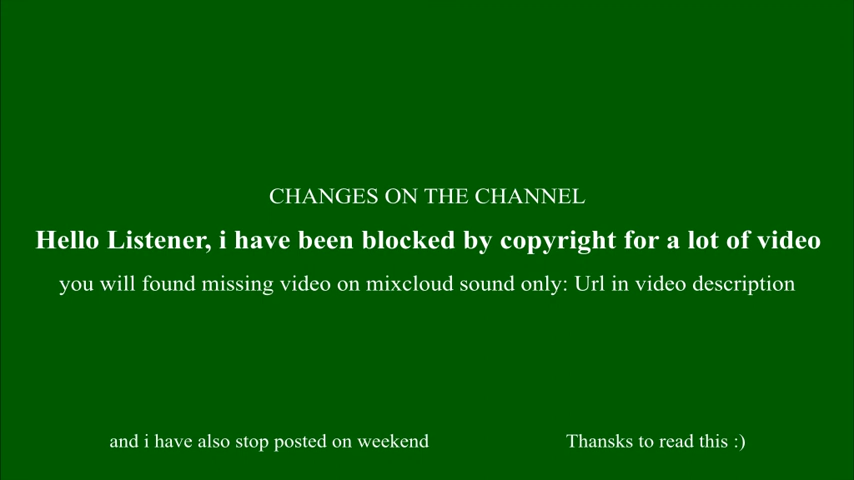 CHANGES ON THE CHANNEL
Hello Listener, i have been blocked by copyright for a lot of video
you will found missing video on mixcloud sound only: Url in video description
and i have also stop posted on weekend
Thansks to read this :)